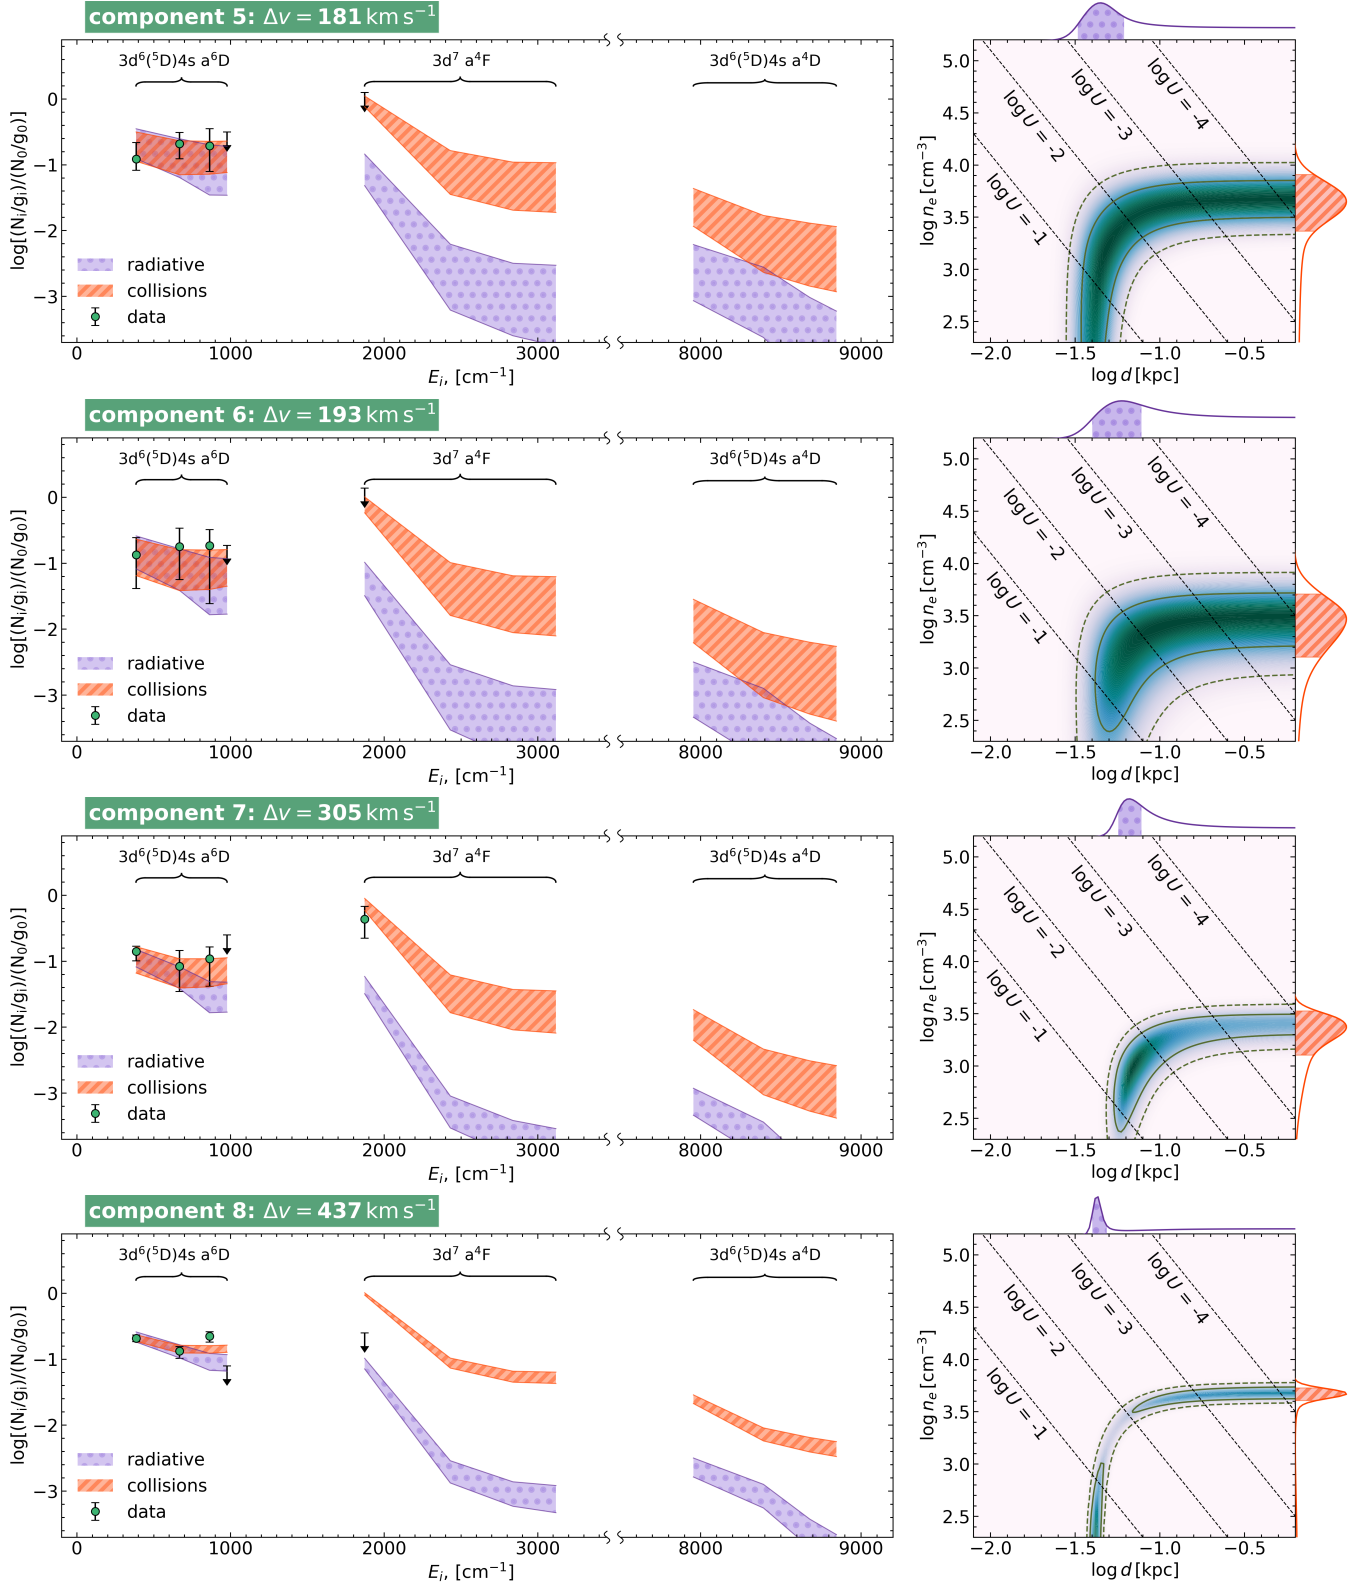 component 5: Δv = 181 km s⁻¹
3d⁶(⁵D)4s a⁶D
3d⁷ a⁴F
3d⁶(⁵D)4s a⁴D
log[(Nᵢ/gᵢ)/(N₀/g₀)]
0
−1
−2
−3
radiative
collisions
data
0 1000 2000 3000 8000 9000
Eᵢ, [cm⁻¹]
log nₑ [cm⁻³]
5.0
4.5
4.0
3.5
3.0
2.5
log U = -1
log U = -2
log U = -3
log U = -4
−2.0 −1.5 −1.0 −0.5
log d [kpc]
component 6: Δv = 193 km s⁻¹
3d⁶(⁵D)4s a⁶D
3d⁷ a⁴F
3d⁶(⁵D)4s a⁴D
log[(Nᵢ/gᵢ)/(N₀/g₀)]
0
−1
−2
−3
radiative
collisions
data
0 1000 2000 3000 8000 9000
Eᵢ, [cm⁻¹]
log nₑ [cm⁻³]
5.0
4.5
4.0
3.5
3.0
2.5
log U = -1
log U = -2
log U = -3
log U = -4
−2.0 −1.5 −1.0 −0.5
log d [kpc]
component 7: Δv = 305 km s⁻¹
3d⁶(⁵D)4s a⁶D
3d⁷ a⁴F
3d⁶(⁵D)4s a⁴D
log[(Nᵢ/gᵢ)/(N₀/g₀)]
0
−1
−2
−3
radiative
collisions
data
0 1000 2000 3000 8000 9000
Eᵢ, [cm⁻¹]
log nₑ [cm⁻³]
5.0
4.5
4.0
3.5
3.0
2.5
log U = -1
log U = -2
log U = -3
log U = -4
−2.0 −1.5 −1.0 −0.5
log d [kpc]
component 8: Δv = 437 km s⁻¹
3d⁶(⁵D)4s a⁶D
3d⁷ a⁴F
3d⁶(⁵D)4s a⁴D
log[(Nᵢ/gᵢ)/(N₀/g₀)]
0
−1
−2
−3
radiative
collisions
data
0 1000 2000 3000 8000 9000
Eᵢ, [cm⁻¹]
log nₑ [cm⁻³]
5.0
4.5
4.0
3.5
3.0
2.5
log U = -1
log U = -2
log U = -3
log U = -4
−2.0 −1.5 −1.0 −0.5
log d [kpc]